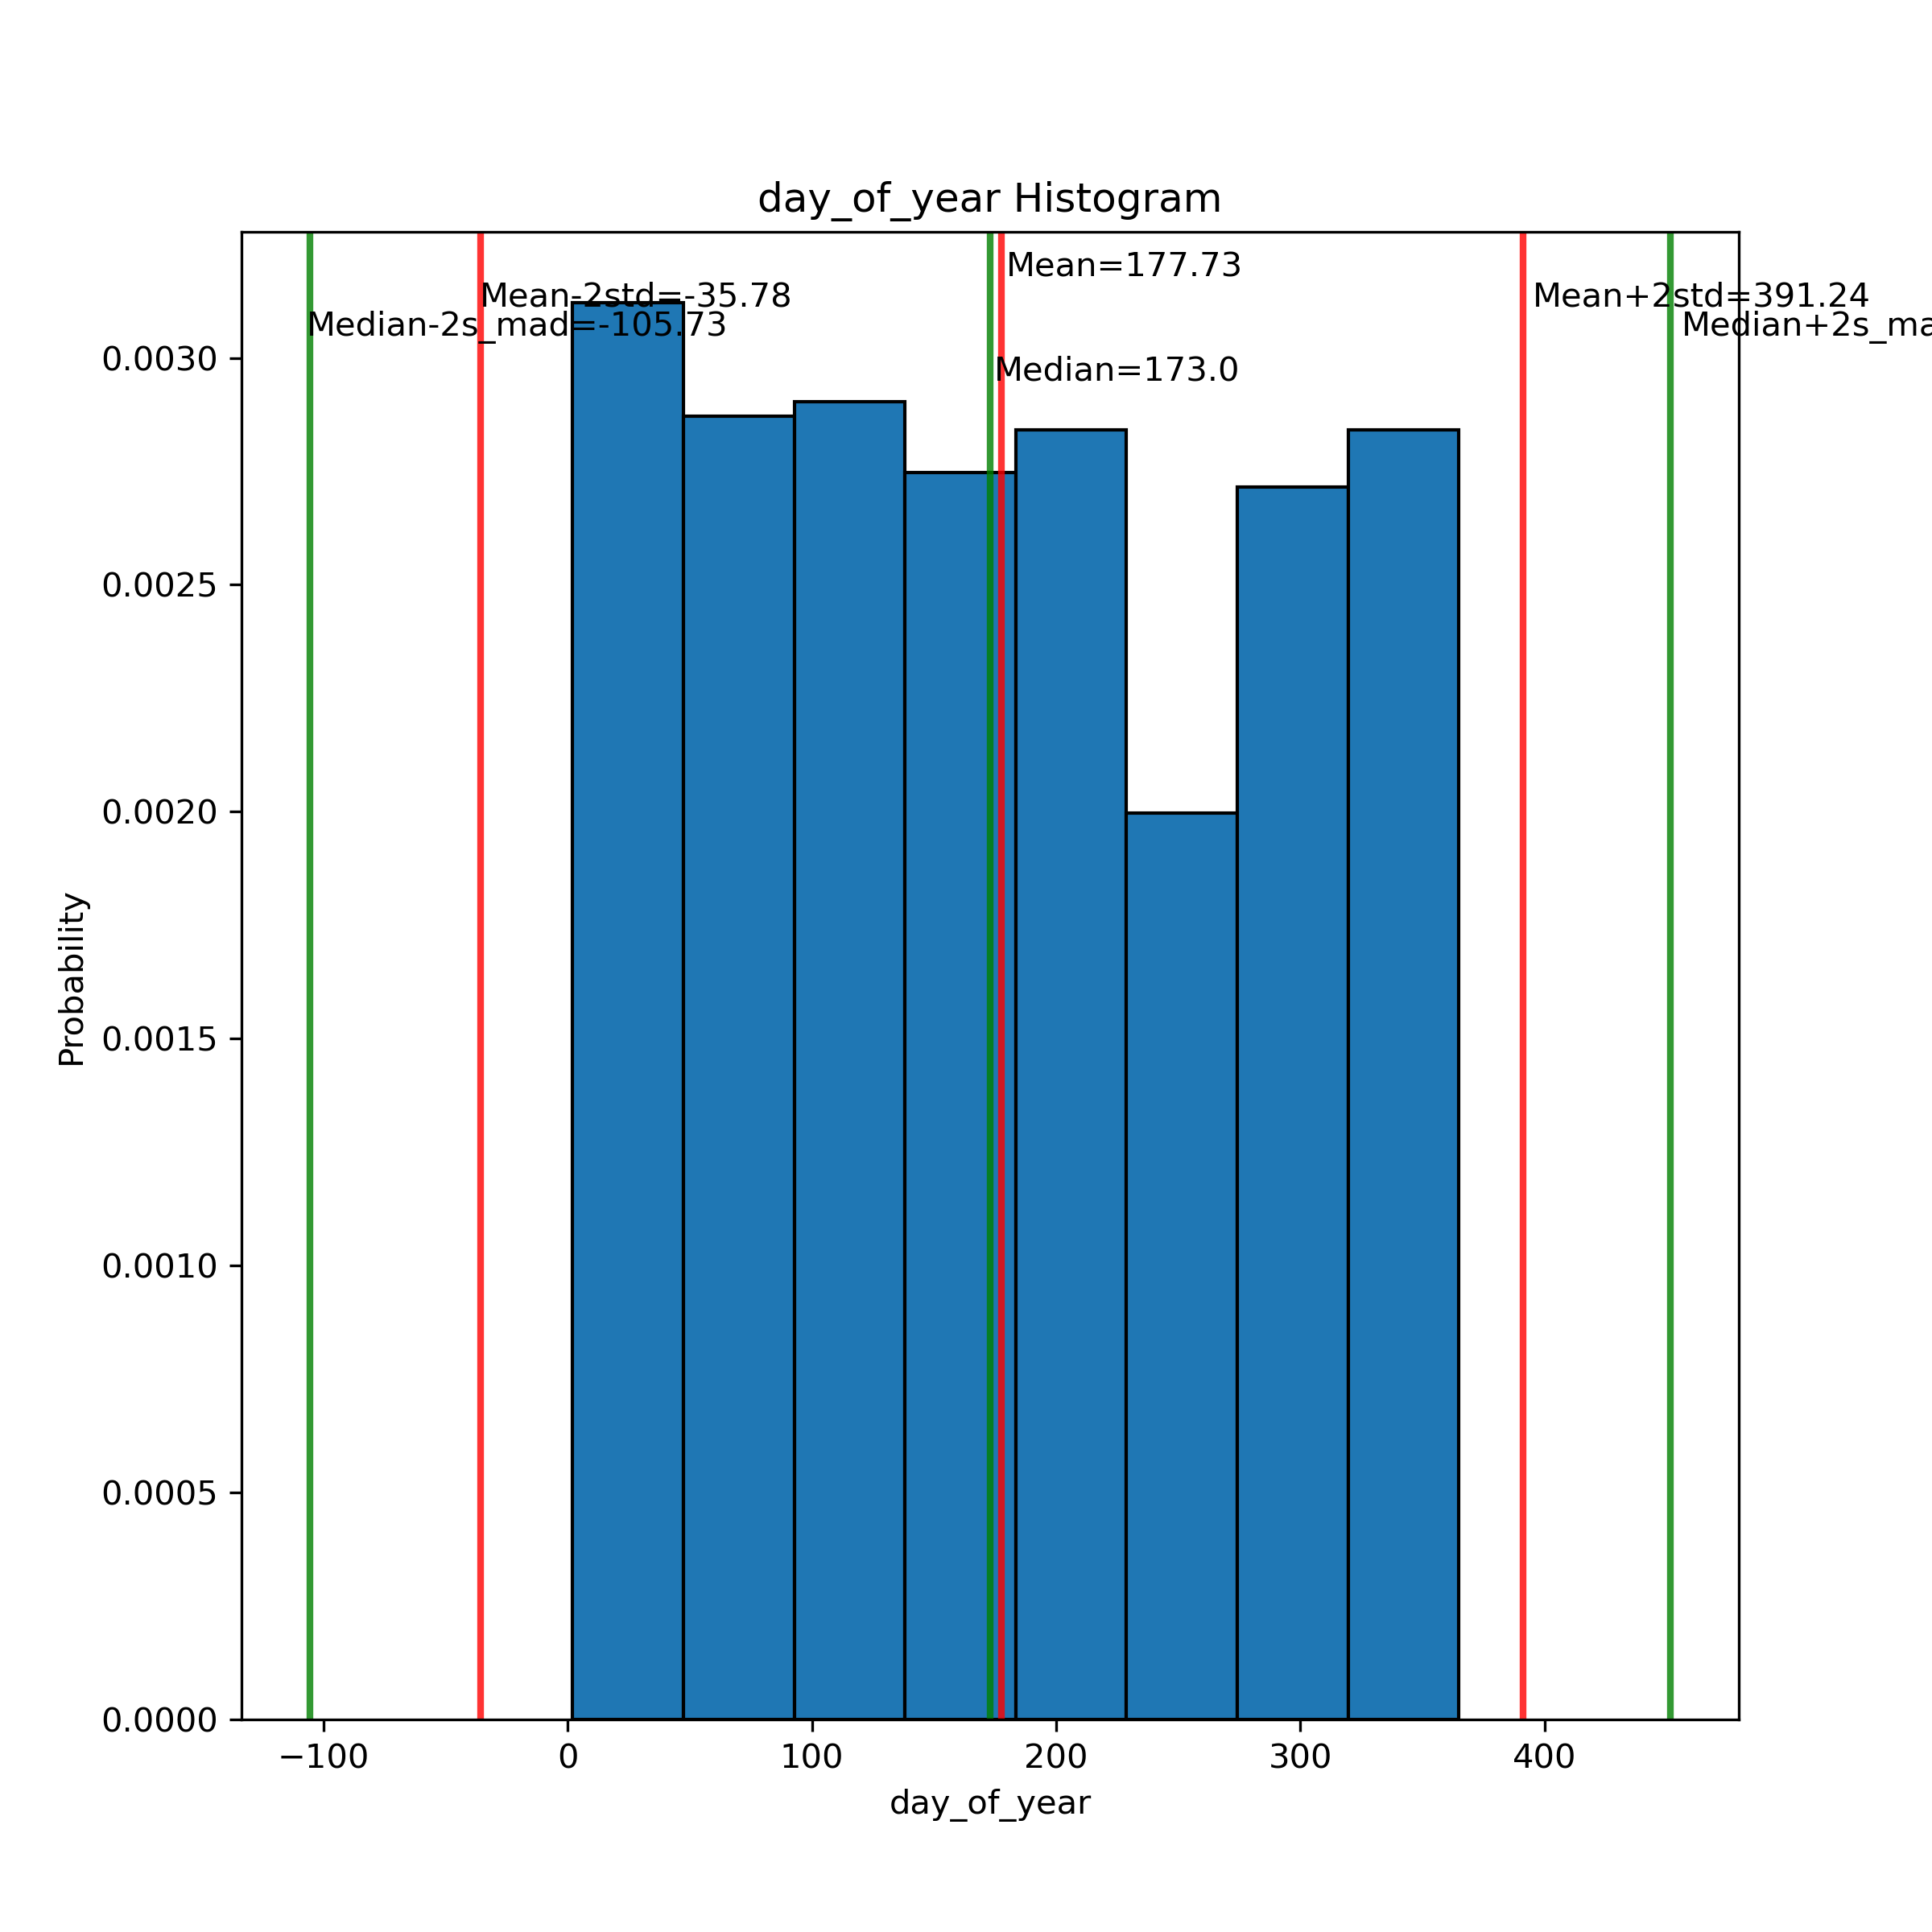 day_of_year Histogram
Mean=177.73
Mean-2std=-35.78
Mean+2std=391.24
Median-2s_mad=-105.73
Median+2s_ma
Median=173.0
0.0030
0.0025
0.0020
0.0015
0.0010
0.0005
0.0000
Probability
−100 0 100 200 300 400
day_of_year